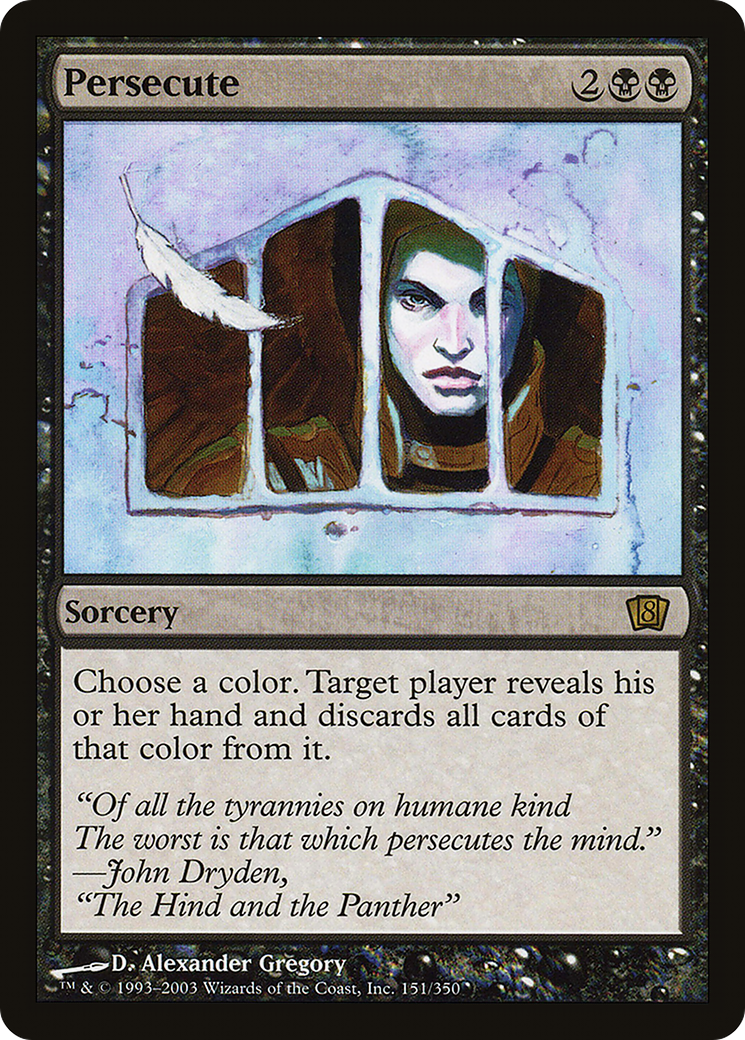 Persecute 2
Sorcery 8
Choose a color. Target player reveals his
or her hand and discards all cards of
that color from it.
“Of all the tyrannies on humane kind
The worst is that which persecutes the mind.”
—John Dryden,
“The Hind and the Panther”
D. Alexander Gregory
™ & © 1993–2003 Wizards of the Coast, Inc. 151/350